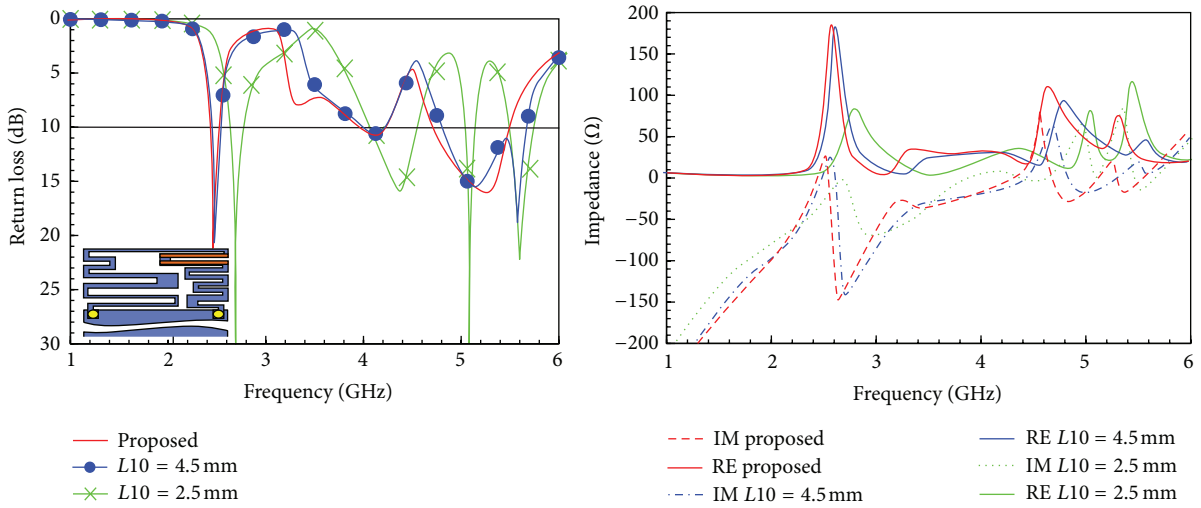 0
5
10
15
20
25
30
Return loss (dB)
1
2
3
4
5
6
Frequency (GHz)
Proposed
L10 = 4.5 mm
L10 = 2.5 mm
200
150
100
50
0
−50
−100
−150
−200
Impedance (Ω)
1
2
3
4
5
6
Frequency (GHz)
IM proposed
RE proposed
IM L10 = 4.5 mm
RE L10 = 4.5 mm
IM L10 = 2.5 mm
RE L10 = 2.5 mm